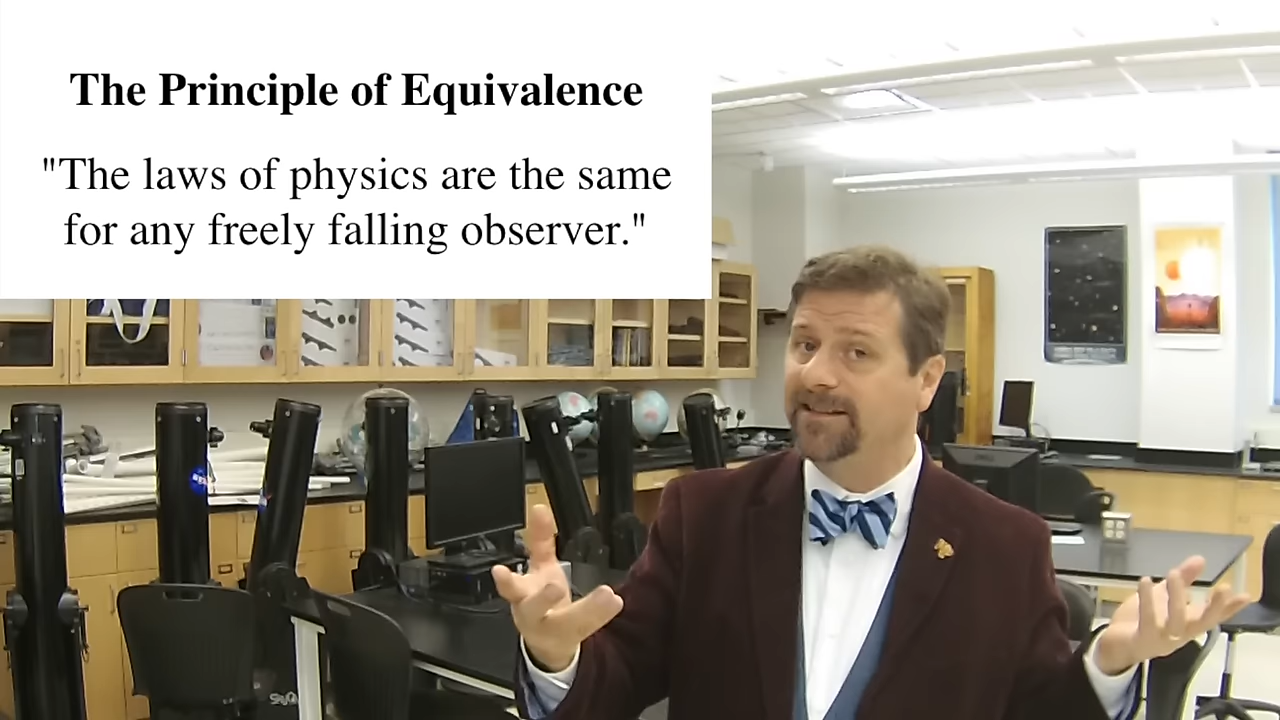 The Principle of Equivalence
"The laws of physics are the same
for any freely falling observer."